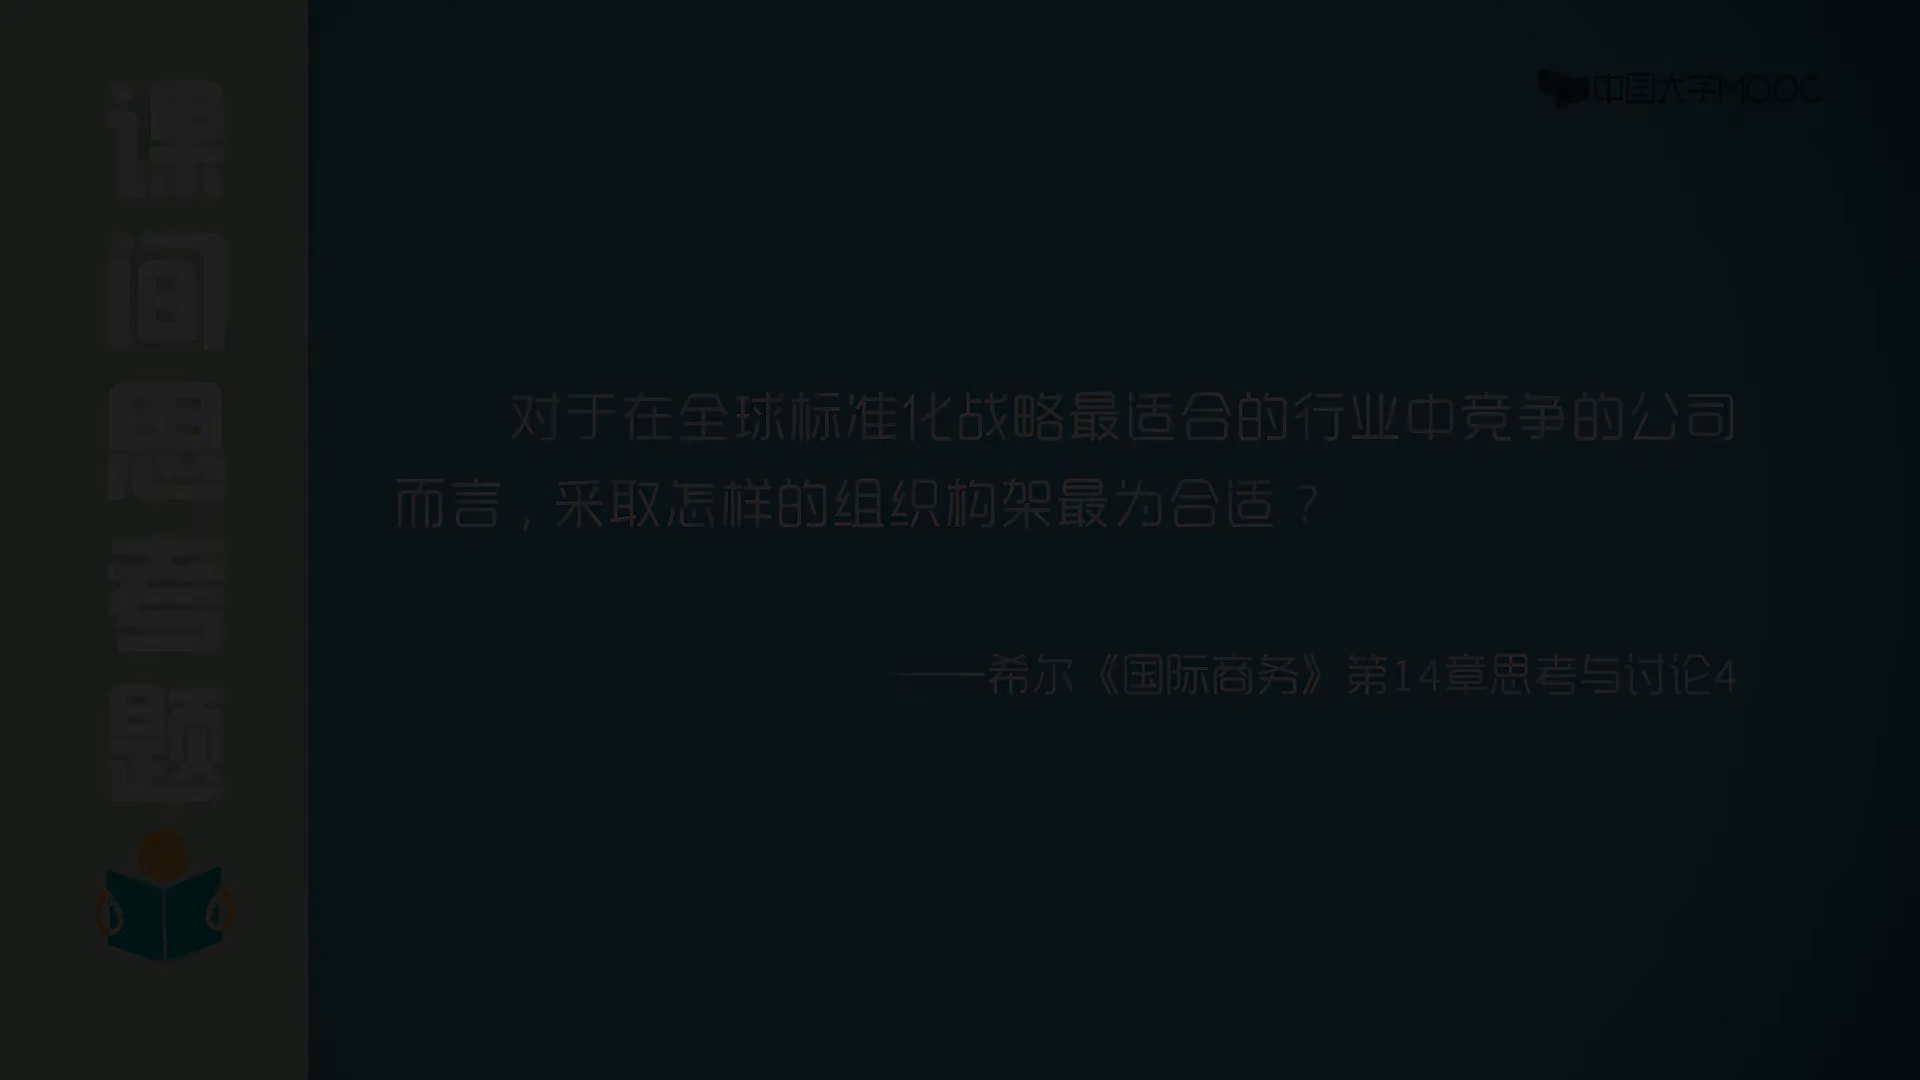 课间思考题
中国大学MOOC
对于在全球标准化战略最适合的行业中竞争的公司
而言，采取怎样的组织构架最为合适？
——希尔《国际商务》第14章思考与讨论4